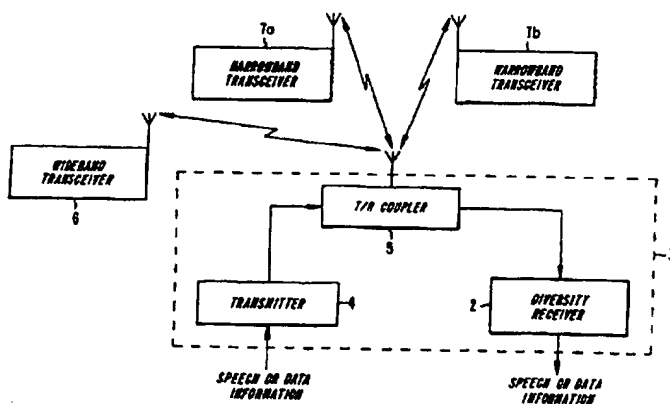 7a
NARROWBAND
TRANSCEIVER
7b
NARROWBAND
TRANSCEIVER
WIDEBAND
TRANSCEIVER
6
T/R COUPLER
5
TRANSMITTER
4
2
DIVERSITY
RECEIVER
SPEECH OR DATA
INFORMATION
SPEECH OR DATA
INFORMATION